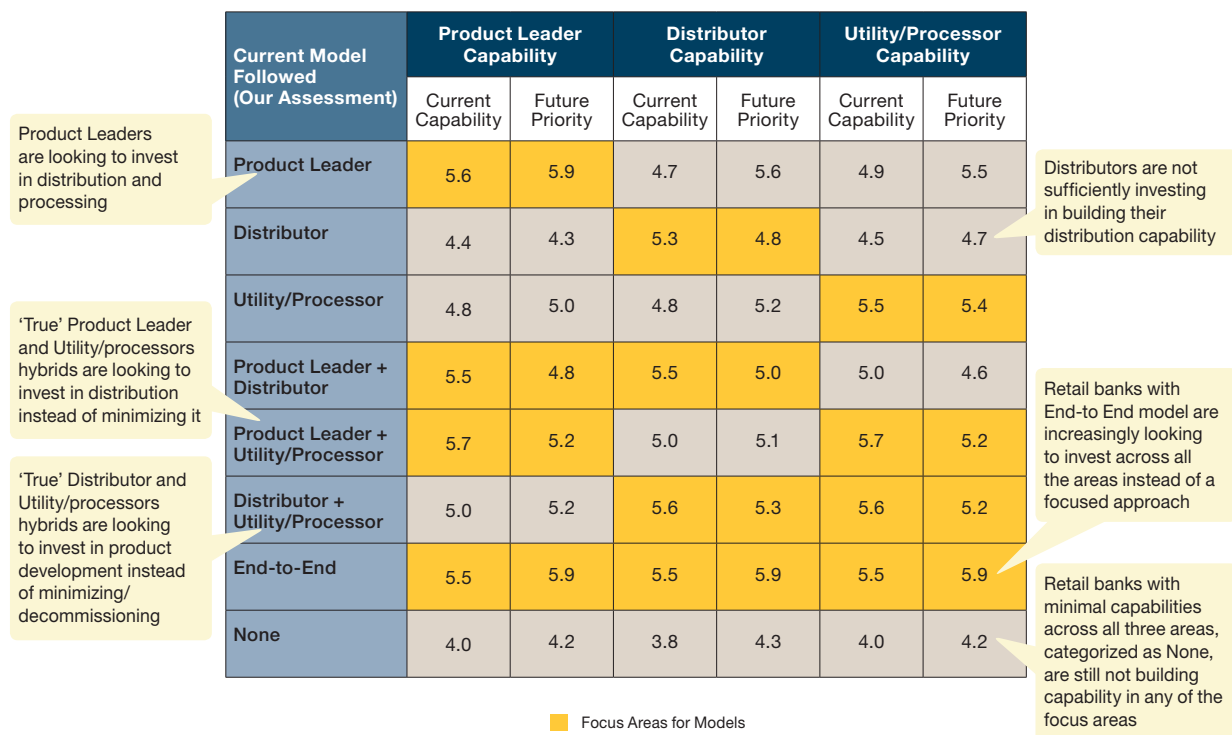 Current Model
Followed
(Our Assessment)
Product Leader
Capability
Distributor
Capability
Utility/Processor
Capability
Current
Capability
Future
Priority
Current
Capability
Future
Priority
Current
Capability
Future
Priority
Product Leader
5.6 5.9 4.7 5.6 4.9 5.5
Distributor
4.4 4.3 5.3 4.8 4.5 4.7
Utility/Processor
4.8 5.0 4.8 5.2 5.5 5.4
Product Leader +
Distributor
5.5 4.8 5.5 5.0 5.0 4.6
Product Leader +
Utility/Processor
5.7 5.2 5.0 5.1 5.7 5.2
Distributor +
Utility/Processor
5.0 5.2 5.6 5.3 5.6 5.2
End-to-End
5.5 5.9 5.5 5.9 5.5 5.9
None
4.0 4.2 3.8 4.3 4.0 4.2
Product Leaders
are looking to invest
in distribution and
processing
‘True’ Product Leader
and Utility/processors
hybrids are looking to
invest in distribution
instead of minimizing it
‘True’ Distributor and
Utility/processors
hybrids are looking
to invest in product
development instead
of minimizing/
decommissioning
Distributors are not
sufficiently investing
in building their
distribution capability
Retail banks with
End-to End model are
increasingly looking
to invest across all
the areas instead of a
focused approach
Retail banks with
minimal capabilities
across all three areas,
categorized as None,
are still not building
capability in any of the
focus areas
Focus Areas for Models